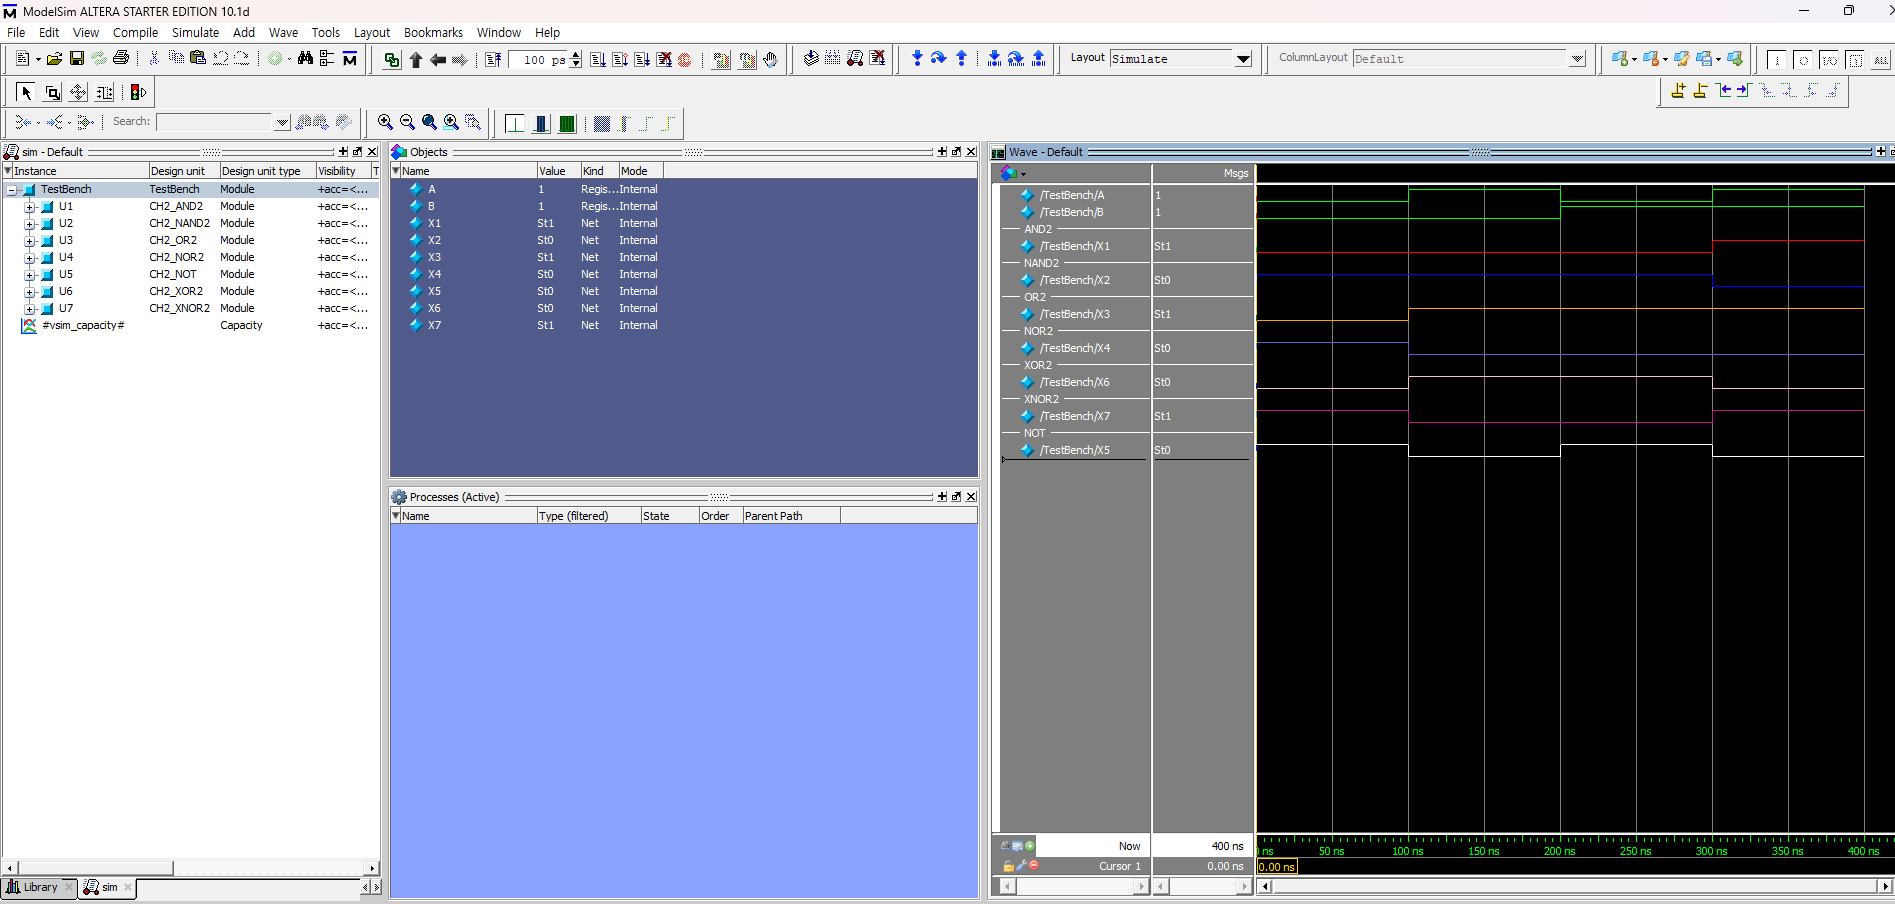 ModelSim ALTERA STARTER EDITION 10.1d
File Edit View Compile Simulate Add Wave Tools Layout Bookmarks Window Help
100 ps
Layout Simulate
ColumnLayout Default
Search:
sim - Default
Instance Design unit Design unit type Visibility T
TestBench TestBench Module +acc=<...
U1 CH2_AND2 Module +acc=<...
U2 CH2_NAND2 Module +acc=<...
U3 CH2_OR2 Module +acc=<...
U4 CH2_NOR2 Module +acc=<...
U5 CH2_NOT Module +acc=<...
U6 CH2_XOR2 Module +acc=<...
U7 CH2_XNOR2 Module +acc=<...
#vsim_capacity# Capacity +acc=<...
Library sim
Objects
Name Value Kind Mode
A 1 Regis... Internal
B 1 Regis... Internal
X1 St1 Net Internal
X2 St0 Net Internal
X3 St1 Net Internal
X4 St0 Net Internal
X5 St0 Net Internal
X6 St0 Net Internal
X7 St1 Net Internal
Processes (Active)
Name Type (filtered) State Order Parent Path
Wave - Default
Msgs
/TestBench/A 1
/TestBench/B 1
AND2
/TestBench/X1 St1
NAND2
/TestBench/X2 St0
OR2
/TestBench/X3 St1
NOR2
/TestBench/X4 St0
XOR2
/TestBench/X6 St0
XNOR2
/TestBench/X7 St1
NOT
/TestBench/X5 St0
Now 400 ns
ns 50 ns 100 ns 150 ns 200 ns 250 ns 300 ns 350 ns 400 ns
Cursor 1 0.00 ns
0.00 ns